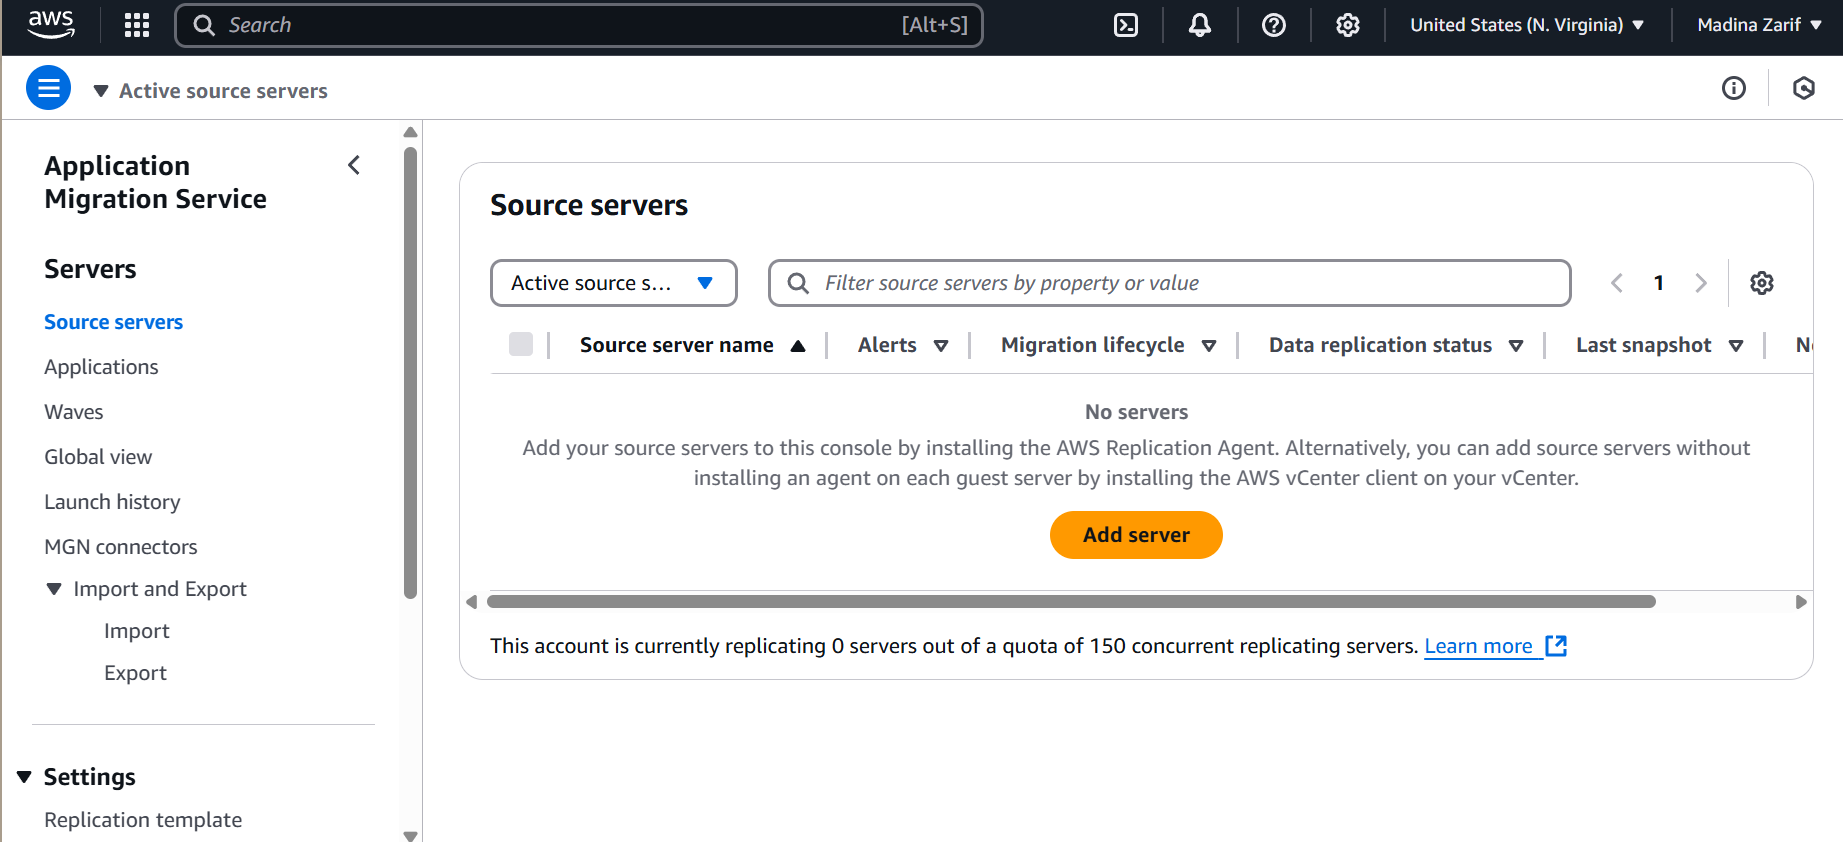 aws
Search [Alt+S]
United States (N. Virginia)
Madina Zarif
Active source servers
Application
Migration Service
Servers
Source servers
Applications
Waves
Global view
Launch history
MGN connectors
Import and Export
Import
Export
Settings
Replication template
Source servers
Active source s...
Filter source servers by property or value
1
Source server name
Alerts
Migration lifecycle
Data replication status
Last snapshot
No servers
Add your source servers to this console by installing the AWS Replication Agent. Alternatively, you can add source servers without
installing an agent on each guest server by installing the AWS vCenter client on your vCenter.
Add server
This account is currently replicating 0 servers out of a quota of 150 concurrent replicating servers. Learn more